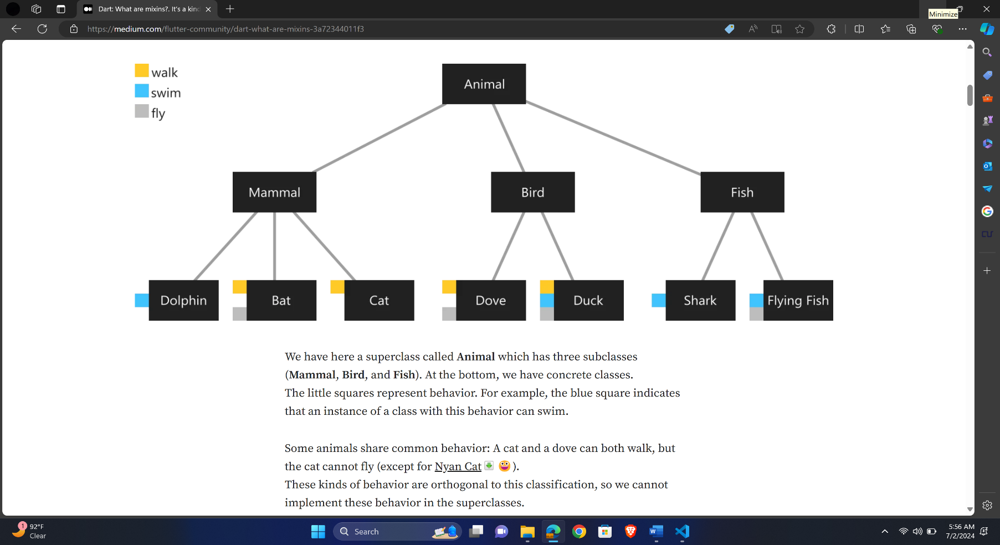 Dart: What are mixins?. It's a kind
Minimize
https://medium.com/flutter-community/dart-what-are-mixins-3a72344011f3
walk
swim
fly
Animal
Mammal
Bird
Fish
Dolphin
Bat
Cat
Dove
Duck
Shark
Flying Fish
We have here a superclass called Animal which has three subclasses
(Mammal, Bird, and Fish). At the bottom, we have concrete classes.
The little squares represent behavior. For example, the blue square indicates
that an instance of a class with this behavior can swim.
Some animals share common behavior: A cat and a dove can both walk, but
the cat cannot fly (except for Nyan Cat 😀 ).
These kinds of behavior are orthogonal to this classification, so we cannot
implement these behavior in the superclasses.
1
92°F
Clear
Search
5:56 AM
7/2/2024